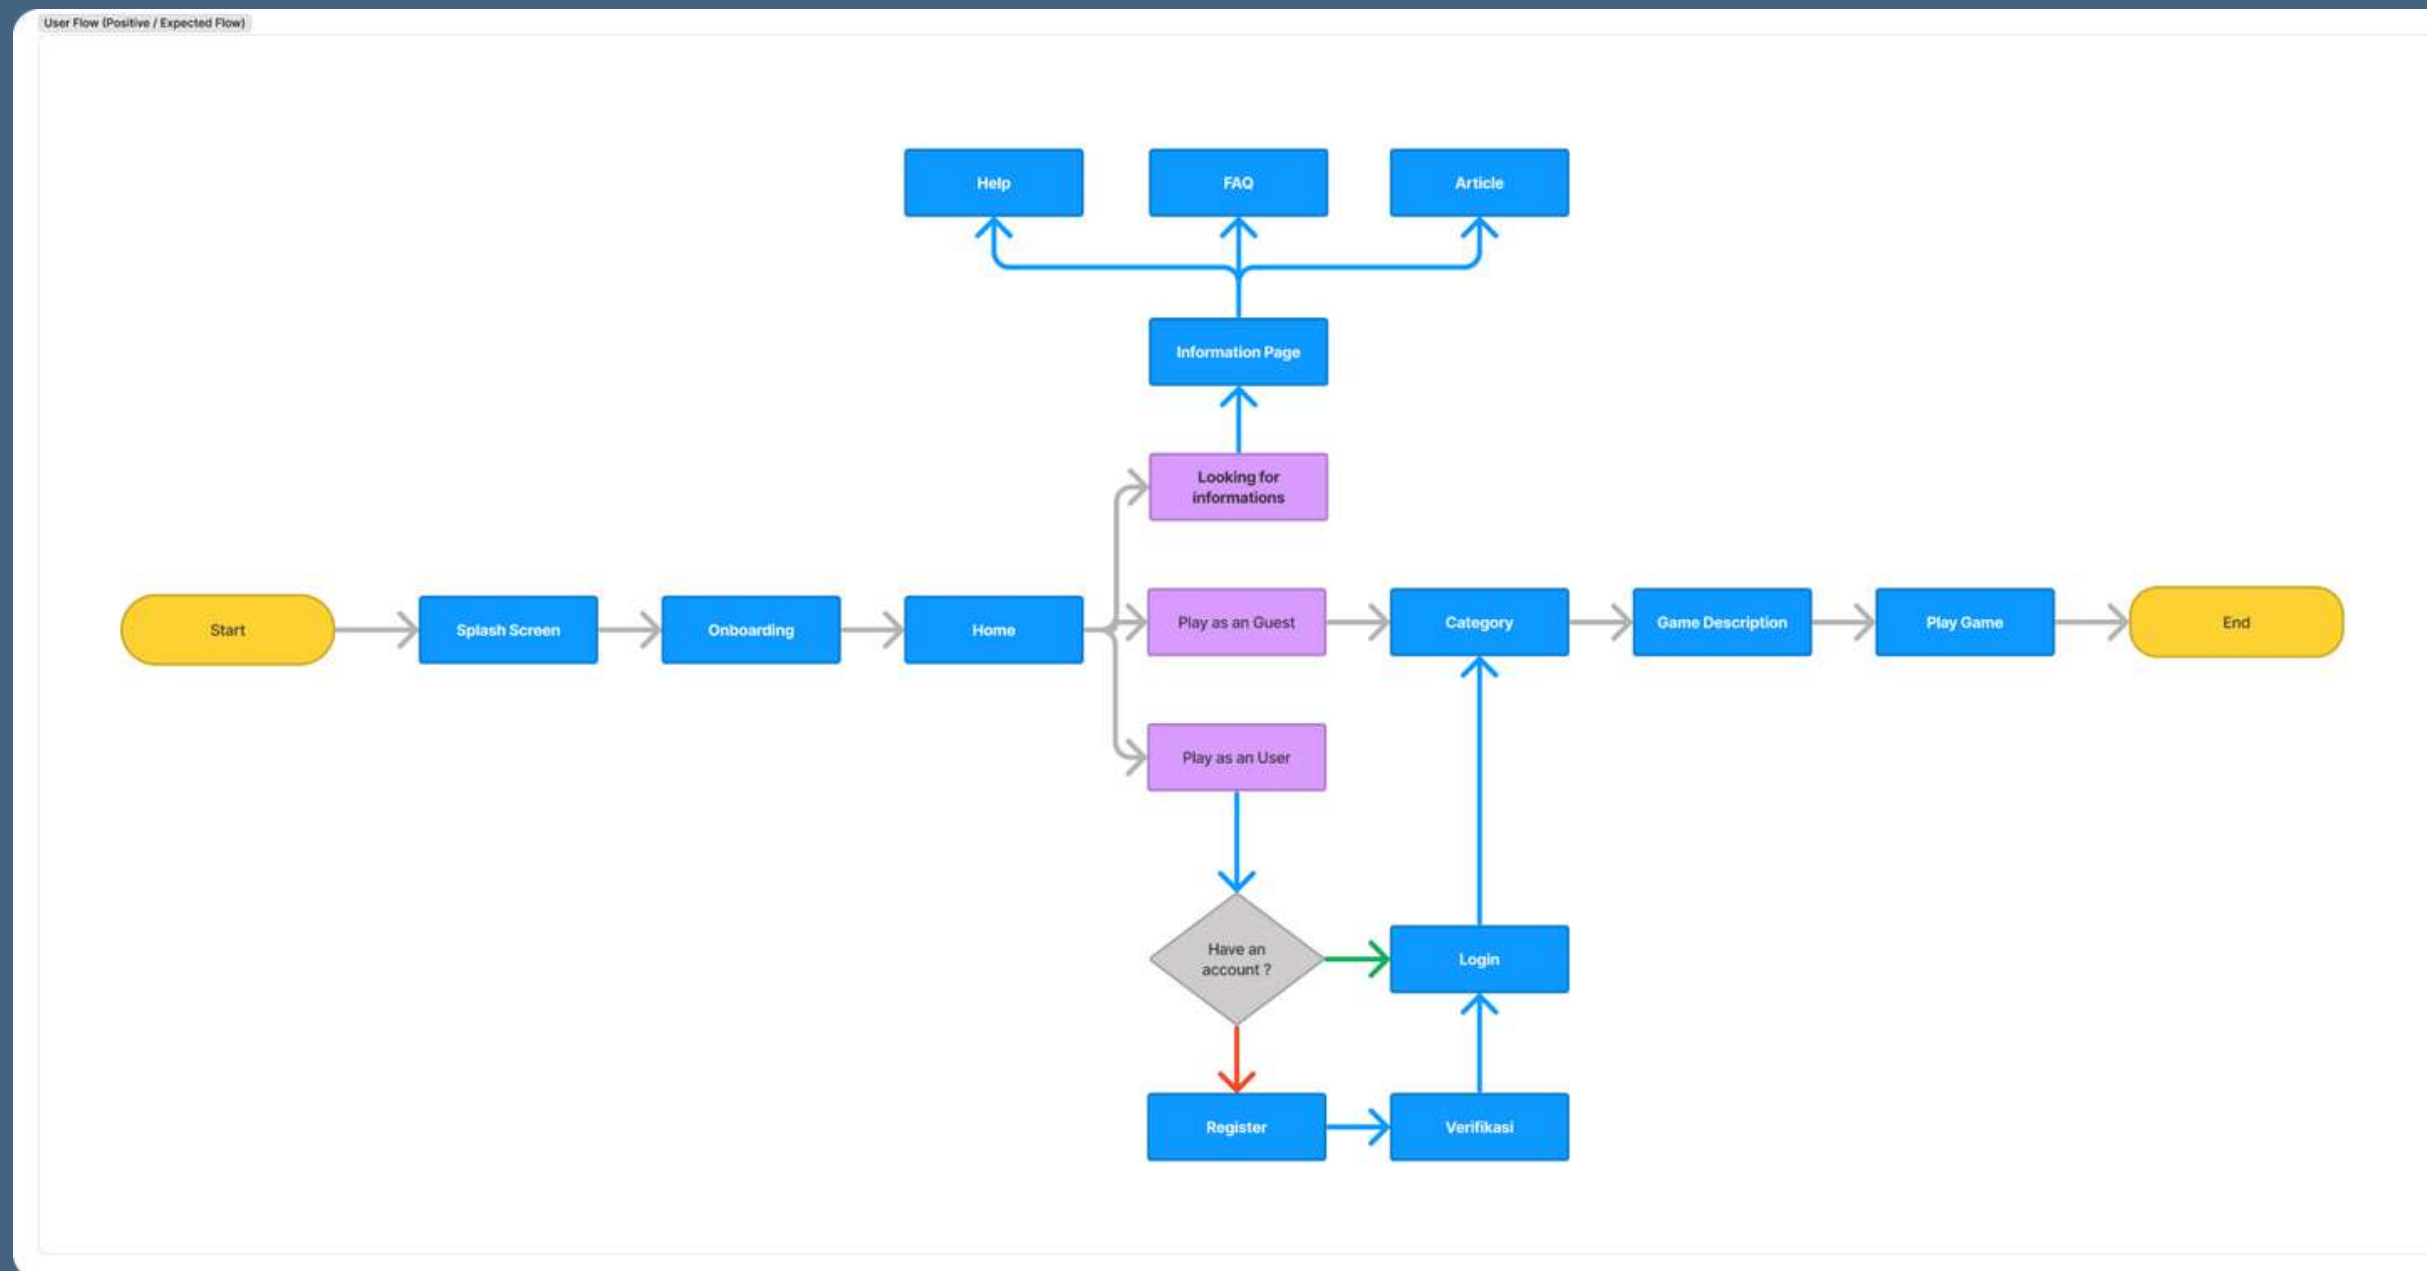 User Flow (Positive / Expected Flow)
Help
FAQ
Article
Information Page
Looking for
informations
Start
Splash Screen
Onboarding
Home
Play as an Guest
Category
Game Description
Play Game
End
Play as an User
Have an
account ?
Login
Register
Verifikasi